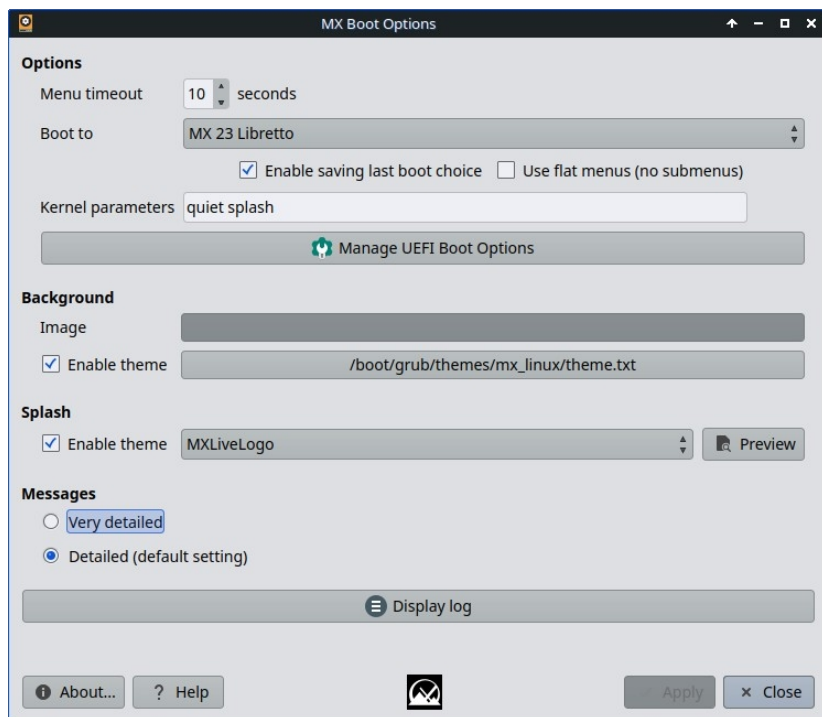 MX Boot Options
Options
Menu timeout 10 seconds
Boot to MX 23 Libretto
Enable saving last boot choice Use flat menus (no submenus)
Kernel parameters quiet splash
Manage UEFI Boot Options
Background
Image
Enable theme /boot/grub/themes/mx_linux/theme.txt
Splash
Enable theme MXLiveLogo Preview
Messages
Very detailed
Detailed (default setting)
Display log
About... ? Help Apply Close